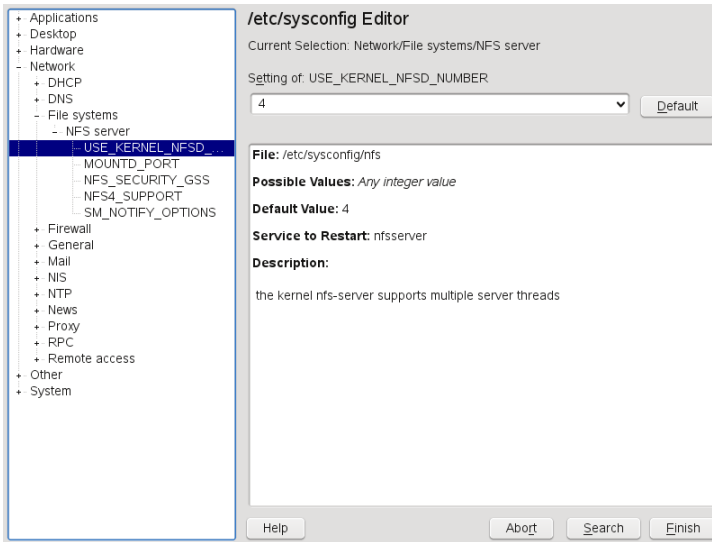 Applications
Desktop
Hardware
Network
DHCP
DNS
File systems
NFS server
USE_KERNEL_NFSD_...
MOUNTD_PORT
NFS_SECURITY_GSS
NFS4_SUPPORT
SM_NOTIFY_OPTIONS
Firewall
General
Mail
NIS
NTP
News
Proxy
RPC
Remote access
Other
System
/etc/sysconfig Editor
Current Selection: Network/File systems/NFS server
Setting of: USE_KERNEL_NFSD_NUMBER
4
Default
File: /etc/sysconfig/nfs
Possible Values: Any integer value
Default Value: 4
Service to Restart: nfsserver
Description:
the kernel nfs-server supports multiple server threads
Help
Abort
Search
Finish